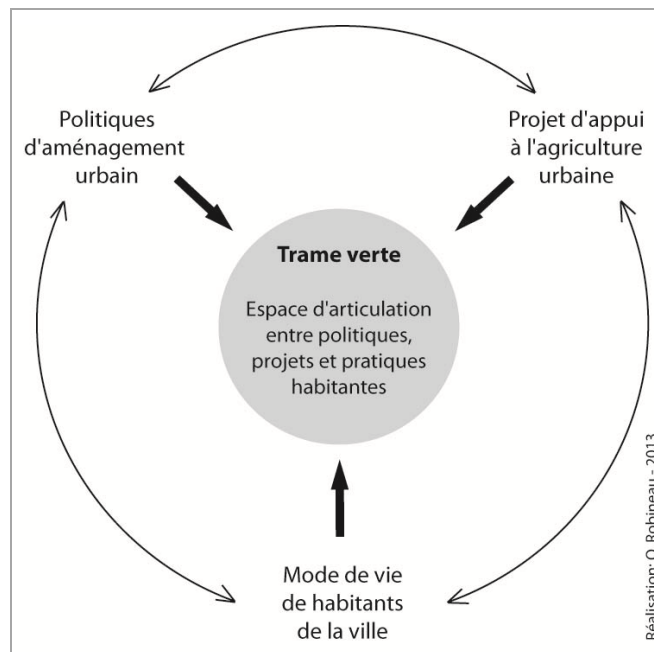 Politiques
d'aménagement
urbain
Projet d'appui
à l'agriculture
urbaine
Trame verte
Espace d'articulation
entre politiques,
projets et pratiques
habitantes
Mode de vie
de habitants
de la ville
Réalisation: O. Robineau - 2013